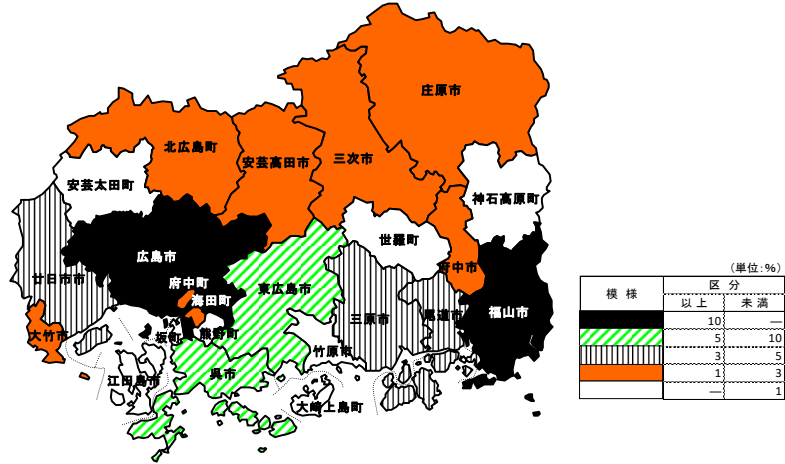 庄原市
北広島町
安芸高田市
三次市
安芸太田町
神石高原町
世羅町
広島市
府中市
廿日市市
府中町
海田町
東広島市
三原市
尾道市
福山市
大竹市
坂町
熊野町
竹原市
呉市
江田島市
大崎上島町
（単位：％）
模 様
区 分
以 上 未 満
10 ―
5 10
3 5
1 3
― 1